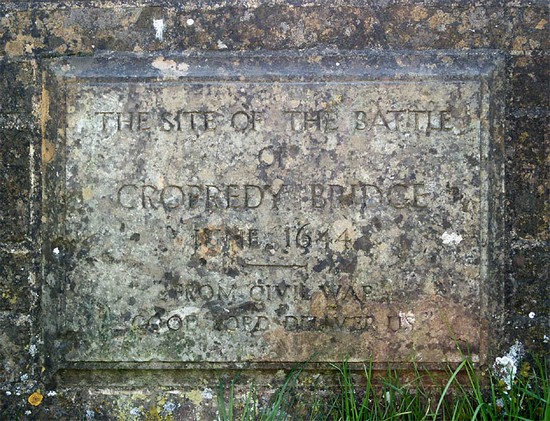 THE SITE OF THE BATTLE
OF
CROPREDY BRIDGE
JUNE 1644
"FROM CIVIL WAR
GOOD LORD DELIVER US"